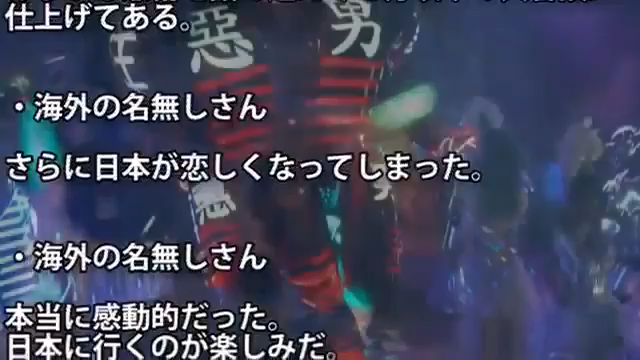 仕上げてある。
惡
男
・海外の名無しさん
さらに日本が恋しくなってしまった。
・海外の名無しさん
本当に感動的だった。
日本に行くのが楽しみだ。